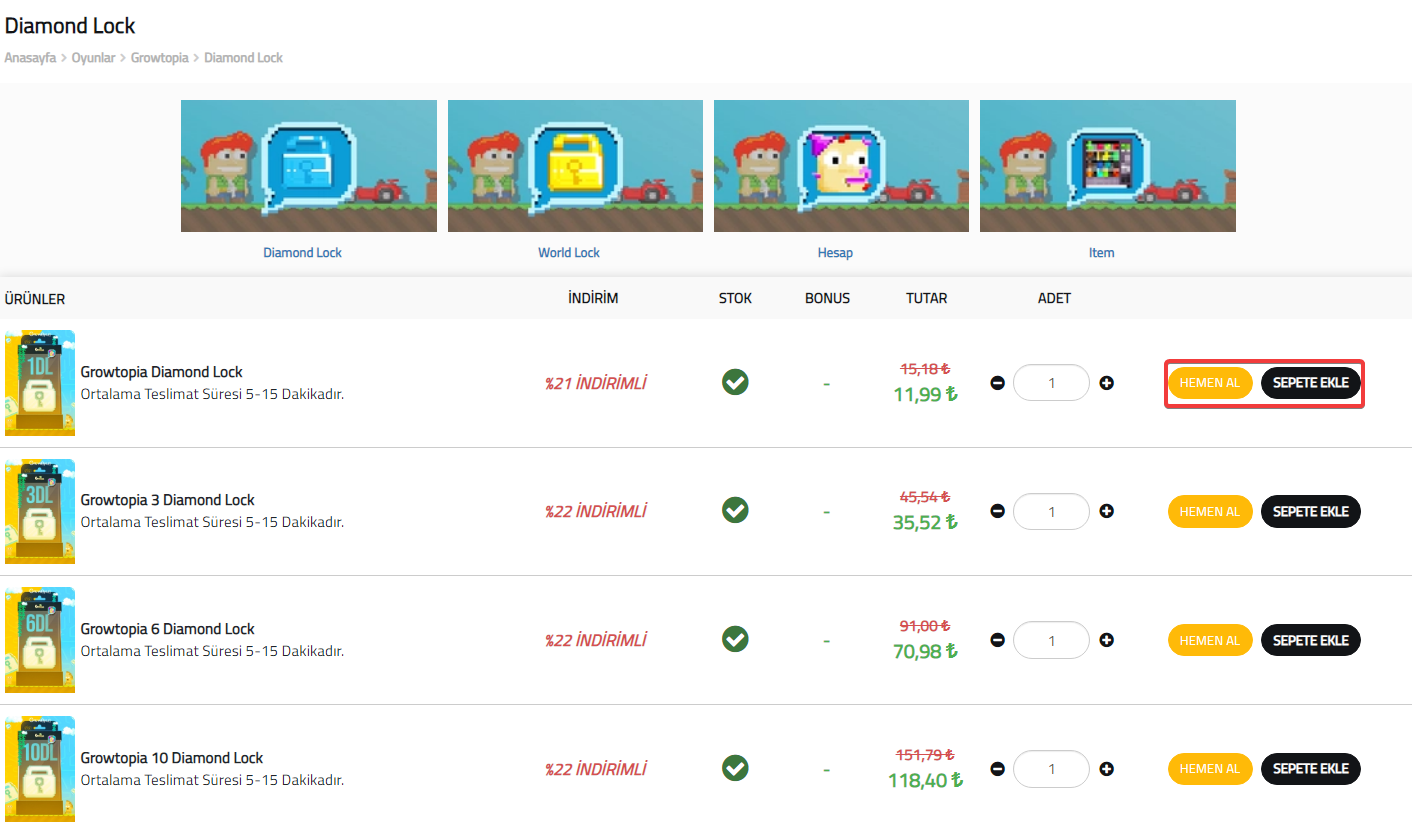 Diamond Lock
Anasayfa > Oyunlar > Growtopia > Diamond Lock
Diamond Lock
World Lock
Hesap
Item
ÜRÜNLER İNDİRİM STOK BONUS TUTAR ADET
1DL
Growtopia Diamond Lock
Ortalama Teslimat Süresi 5-15 Dakikadır.
%21 İNDİRİMLİ
-
15,18 ₺
11,99 ₺
1
HEMEN AL
SEPETE EKLE
3DL
Growtopia 3 Diamond Lock
Ortalama Teslimat Süresi 5-15 Dakikadır.
%22 İNDİRİMLİ
-
45,54 ₺
35,52 ₺
1
HEMEN AL
SEPETE EKLE
6DL
Growtopia 6 Diamond Lock
Ortalama Teslimat Süresi 5-15 Dakikadır.
%22 İNDİRİMLİ
-
91,00 ₺
70,98 ₺
1
HEMEN AL
SEPETE EKLE
10DL
Growtopia 10 Diamond Lock
Ortalama Teslimat Süresi 5-15 Dakikadır.
%22 İNDİRİMLİ
-
151,79 ₺
118,40 ₺
1
HEMEN AL
SEPETE EKLE